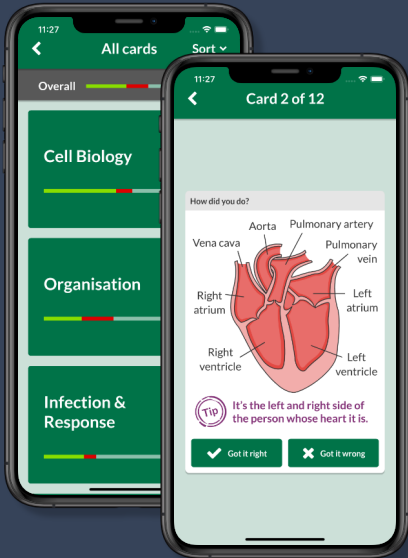 11:27
All cards
Sort
Overall
Cell Biology
Organisation
Infection &
Response
11:27
Card 2 of 12
How did you do?
Aorta
Pulmonary artery
Vena cava
Pulmonary
vein
Right
atrium
Left
atrium
Right
ventricle
Left
ventricle
Tip
It's the left and right side of
the person whose heart it is.
Got it right
Got it wrong